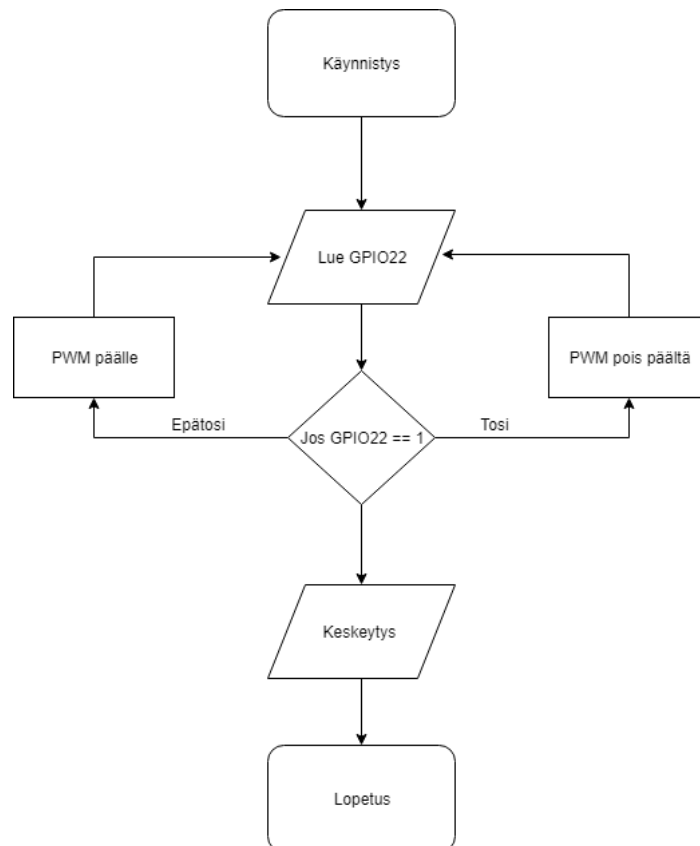 Käynnistys
Lue GPIO22
PWM päälle
PWM pois päältä
Epätosi
Jos GPIO22 == 1
Tosi
Keskeytys
Lopetus